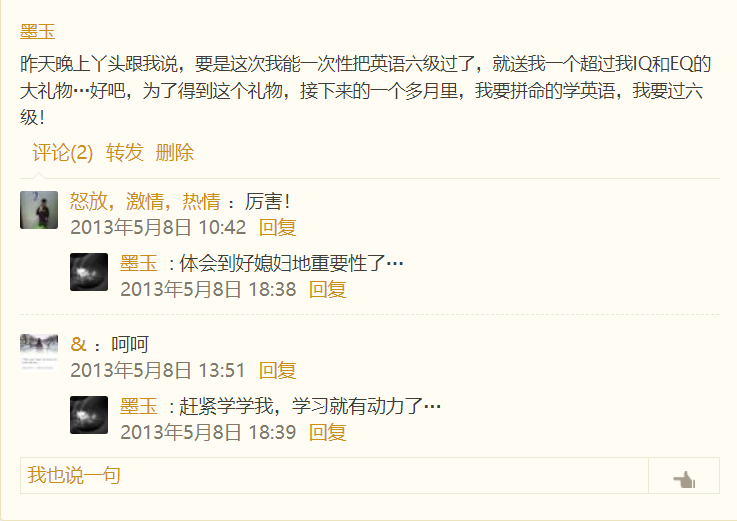 墨玉
昨天晚上丫头跟我说，要是这次我能一次性把英语六级过了，就送我一个超过我IQ和EQ的
大礼物…好吧，为了得到这个礼物，接下来的一个多月里，我要拼命的学英语，我要过六
级！
评论(2) 转发 删除
怒放，激情，热情 ：厉害！
2013年5月8日 10:42 回复
墨玉 ：体会到好媳妇地重要性了…
2013年5月8日 18:38 回复
& ：呵呵
2013年5月8日 13:51 回复
墨玉 ：赶紧学学我，学习就有动力了…
2013年5月8日 18:39 回复
我也说一句